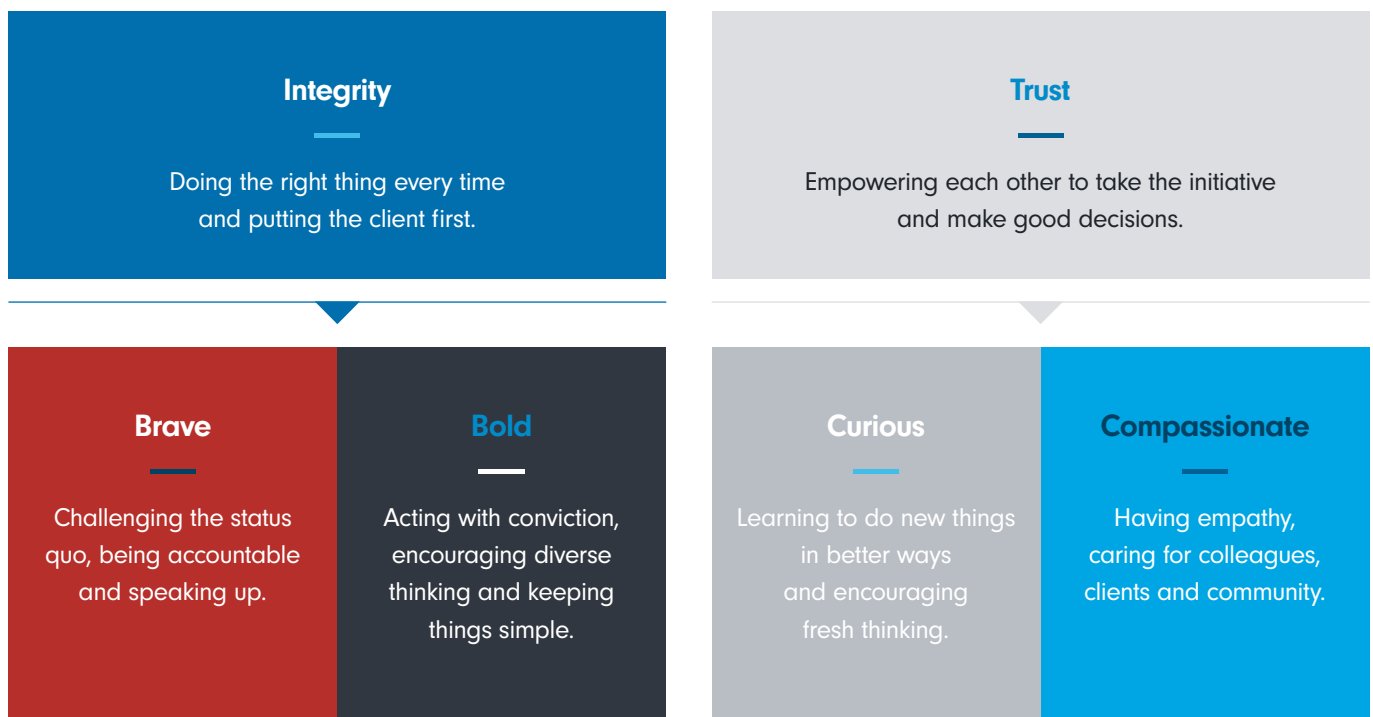 Integrity
Doing the right thing every time
and putting the client first.
Trust
Empowering each other to take the initiative
and make good decisions.
Brave
Challenging the status
quo, being accountable
and speaking up.
Bold
Acting with conviction,
encouraging diverse
thinking and keeping
things simple.
Curious
Learning to do new things
in better ways
and encouraging
fresh thinking.
Compassionate
Having empathy,
caring for colleagues,
clients and community.